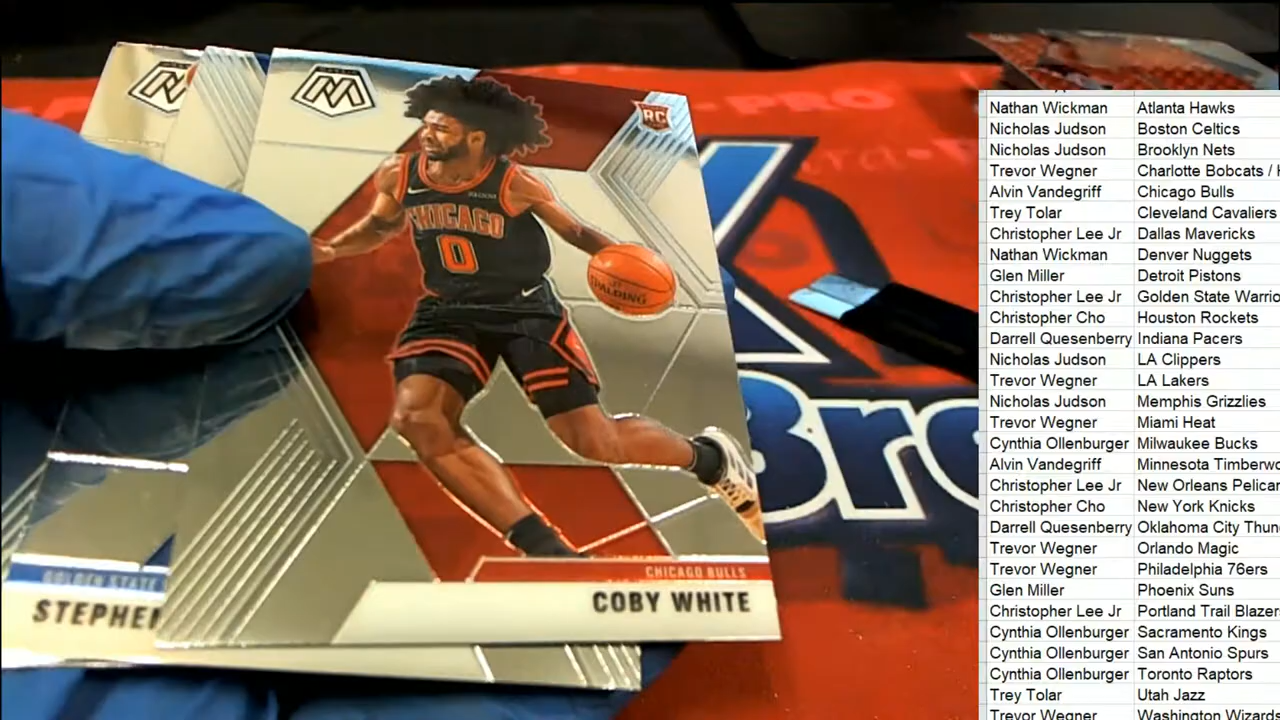 RC
CHICAGO
0
SPALDING
CHICAGO BULLS
COBY WHITE
GOLDEN STATE
STEPHEN
-PRO
Bro
Nathan Wickman Atlanta Hawks
Nicholas Judson Boston Celtics
Nicholas Judson Brooklyn Nets
Trevor Wegner Charlotte Bobcats /
Alvin Vandegriff Chicago Bulls
Trey Tolar Cleveland Cavaliers
Christopher Lee Jr Dallas Mavericks
Nathan Wickman Denver Nuggets
Glen Miller Detroit Pistons
Christopher Lee Jr Golden State Warrio
Christopher Cho Houston Rockets
Darrell Quesenberry Indiana Pacers
Nicholas Judson LA Clippers
Trevor Wegner LA Lakers
Nicholas Judson Memphis Grizzlies
Trevor Wegner Miami Heat
Cynthia Ollenburger Milwaukee Bucks
Alvin Vandegriff Minnesota Timberwo
Christopher Lee Jr New Orleans Pelican
Christopher Cho New York Knicks
Darrell Quesenberry Oklahoma City Thun
Trevor Wegner Orlando Magic
Trevor Wegner Philadelphia 76ers
Glen Miller Phoenix Suns
Christopher Lee Jr Portland Trail Blazers
Cynthia Ollenburger Sacramento Kings
Cynthia Ollenburger San Antonio Spurs
Cynthia Ollenburger Toronto Raptors
Trey Tolar Utah Jazz
Trevor Wegner Washington Wizards